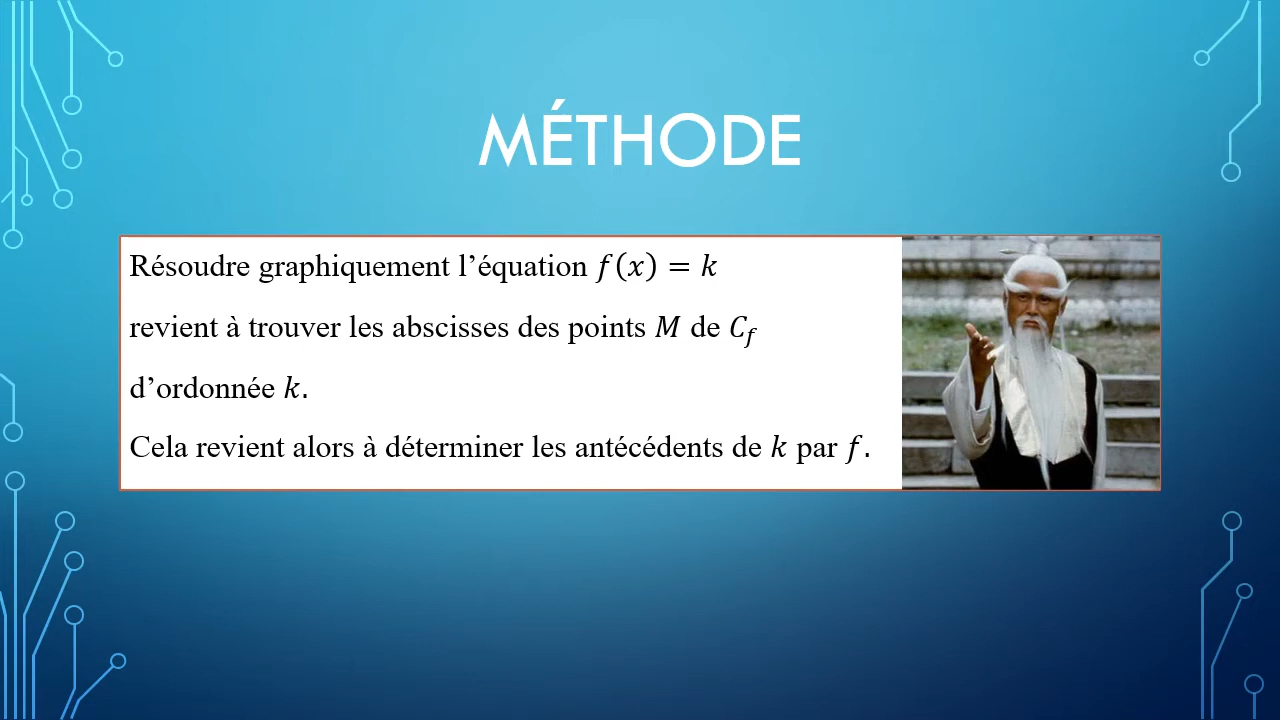 MÉTHODE
Résoudre graphiquement l’équation f(x) = k
revient à trouver les abscisses des points M de C_f
d’ordonnée k.
Cela revient alors à déterminer les antécédents de k par f.